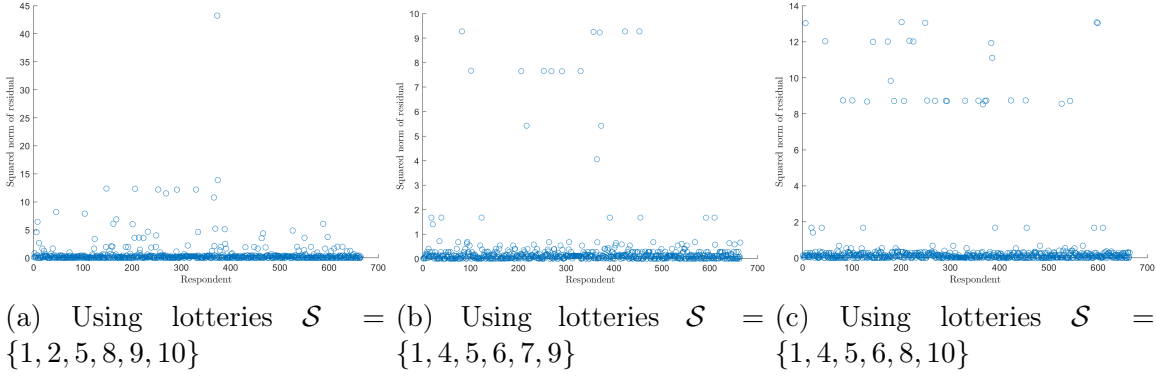 45
40
35
30
25
20
15
10
5
0
Squared norm of residual
0 100 200 300 400 500 600 700
Respondent
10
9
8
7
6
5
4
3
2
1
0
Squared norm of residual
0 100 200 300 400 500 600 700
Respondent
14
12
10
8
6
4
2
0
Squared norm of residual
0 100 200 300 400 500 600 700
Respondent
(a) Using lotteries 𝒮 =
{1, 2, 5, 8, 9, 10}
(b) Using lotteries 𝒮 =
{1, 4, 5, 6, 7, 9}
(c) Using lotteries 𝒮 =
{1, 4, 5, 6, 8, 10}